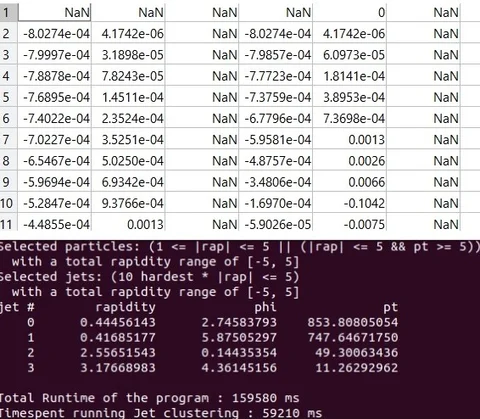 1 NaN NaN NaN NaN 0 NaN
2 -8.0274e-04 4.1742e-06 NaN -8.0274e-04 4.1742e-06 NaN
3 -7.9997e-04 3.1898e-05 NaN -7.9857e-04 6.0973e-05 NaN
4 -7.8878e-04 7.8243e-05 NaN -7.7723e-04 1.8141e-04 NaN
5 -7.6895e-04 1.4511e-04 NaN -7.3759e-04 3.8953e-04 NaN
6 -7.4022e-04 2.3524e-04 NaN -6.7796e-04 7.3698e-04 NaN
7 -7.0227e-04 3.5251e-04 NaN -5.9581e-04 0.0013 NaN
8 -6.5467e-04 5.0250e-04 NaN -4.8757e-04 0.0026 NaN
9 -5.9694e-04 6.9342e-04 NaN -3.4806e-04 0.0066 NaN
10 -5.2847e-04 9.3766e-04 NaN -1.6970e-04 -0.1042 NaN
11 -4.4855e-04 0.0013 NaN -5.9026e-05 -0.0075 NaN
Selected particles: (1 <= |rap| <= 5 || (|rap| <= 5 && pt >= 5))
with a total rapidity range of [-5, 5]
Selected jets: (10 hardest * |rap| <= 5)
with a total rapidity range of [-5, 5]
jet # rapidity phi pt
0 0.44456143 2.74583793 853.80805054
1 0.41685177 5.87505297 747.64671750
2 2.55651543 0.14435354 49.30063436
3 3.17668983 4.36145156 11.26292962
Total Runtime of the program : 159580 ms
Timespent running Jet clustering : 59210 ms